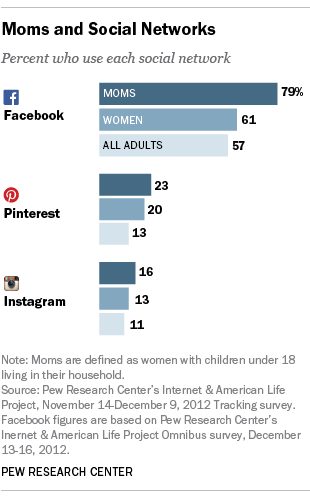 Moms and Social Networks
Percent who use each social network
Facebook
MOMS 79%
WOMEN 61
ALL ADULTS 57
Pinterest
23
20
13
Instagram
16
13
11
Note: Moms are defined as women with children under 18
living in their household.
Source: Pew Research Center's Internet & American Life
Project, November 14-December 9, 2012 Tracking survey.
Facebook figures are based on Pew Research Center's
Inernet & American Life Project Omnibus survey, December
13-16, 2012.
PEW RESEARCH CENTER